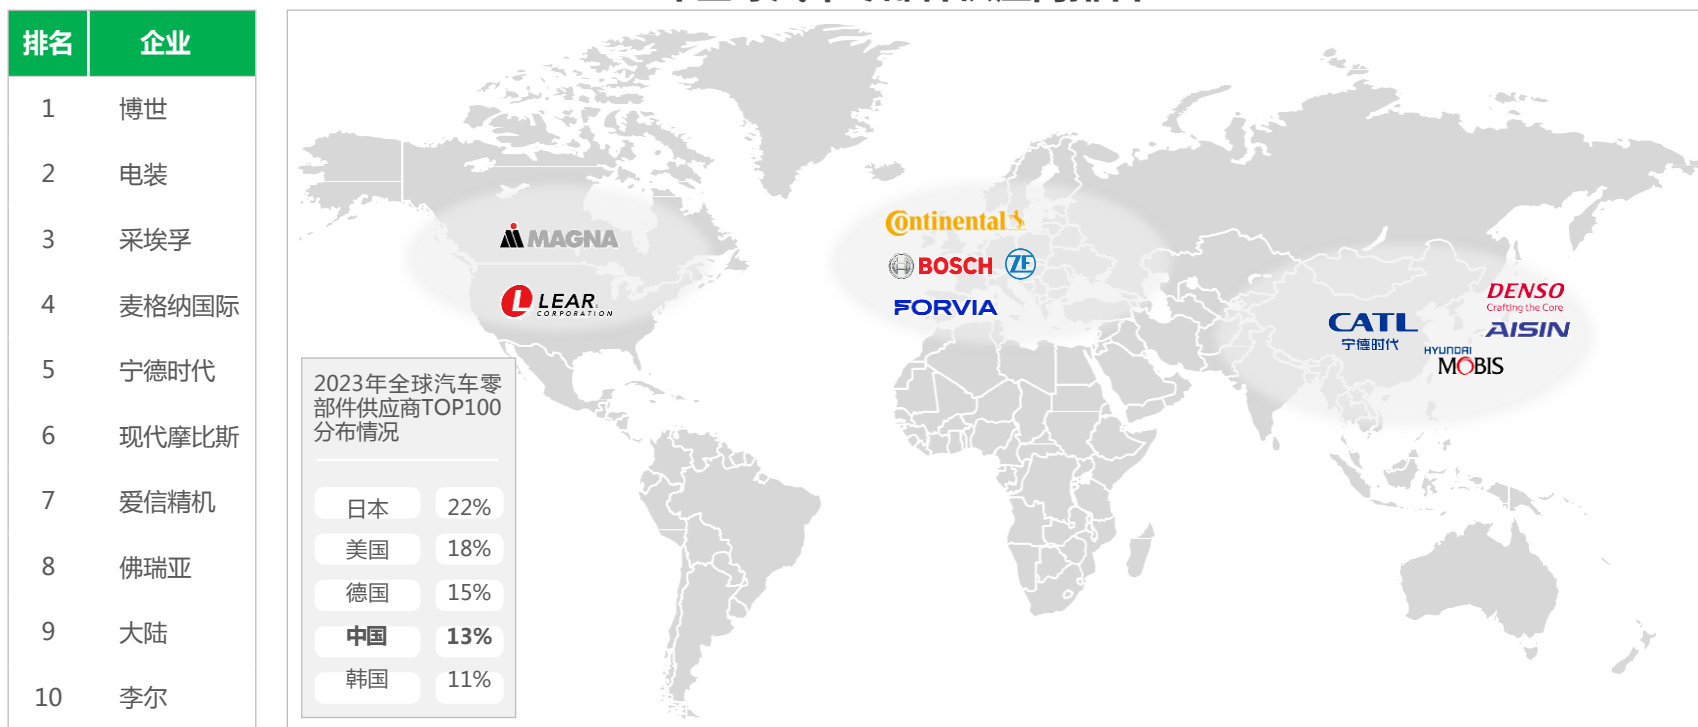 排名 企业
1 博世
2 电装
3 采埃孚
4 麦格纳国际
5 宁德时代
6 现代摩比斯
7 爱信精机
8 佛瑞亚
9 大陆
10 李尔
MAGNA
LEAR
CORPORATION
Continental
BOSCH ZF
FORVIA
CATL
宁德时代
HYUNDAI
MOBIS
DENSO
Crafting the Core
AISIN
2023年全球汽车零
部件供应商TOP100
分布情况
日本 22%
美国 18%
德国 15%
中国 13%
韩国 11%